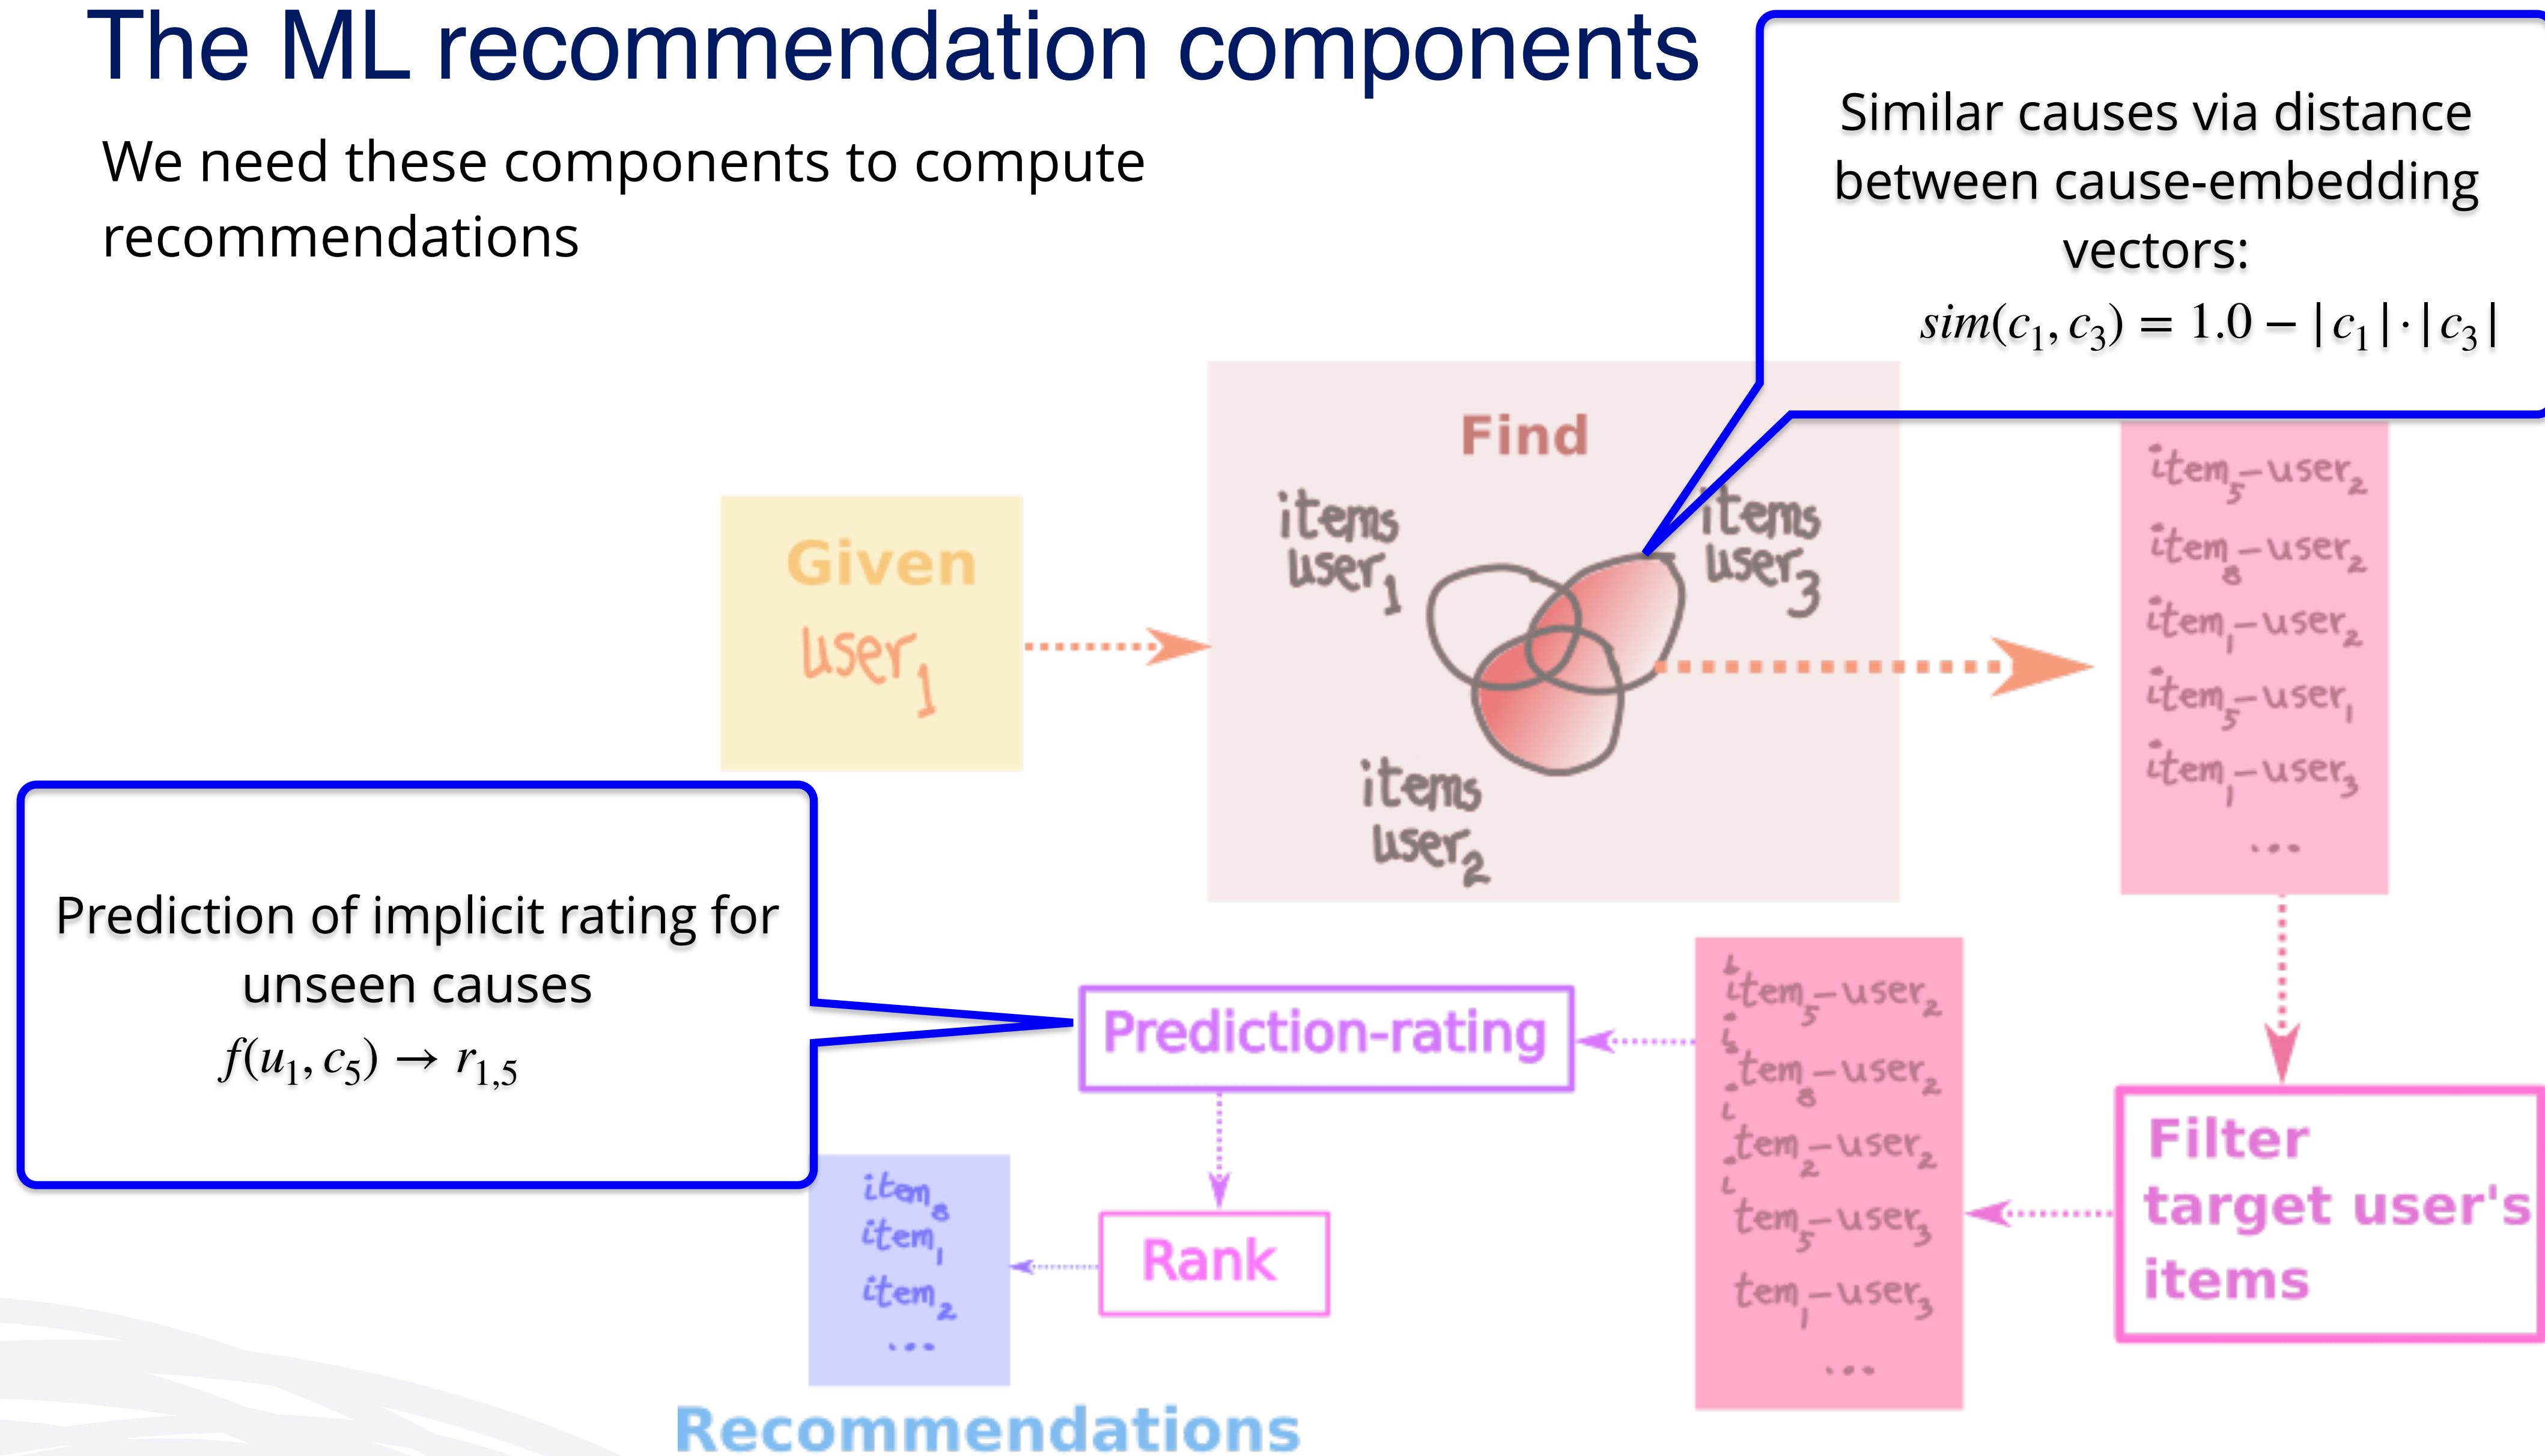 The ML recommendation components
We need these components to compute
recommendations
Similar causes via distance
between cause-embedding
vectors:
sim(c₁, c₃) = 1.0 − |c₁| · |c₃|
Given
user₁
Find
items
user₁
items
user₃
items
user₂
item₅-user₂
item₈-user₂
item₁-user₂
item₅-user₁
item₁-user₃
...
Filter
target user's
items
item₅-user₂
item₈-user₂
item₂-user₂
item₅-user₃
tem₁-user₃
...
Prediction-rating
Prediction of implicit rating for
unseen causes
f(u₁, c₅) → r₁,₅
Rank
item₈
item₁
item₂
...
Recommendations